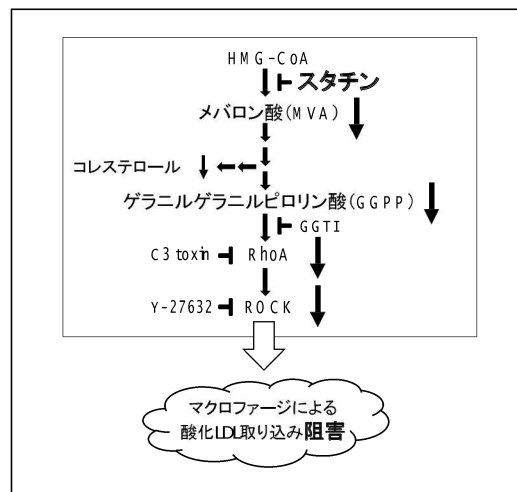 HMG-CoA
スタチン
メバロン酸(MVA)
コレステロール
ゲラニルゲラニルピロリン酸(GGPP)
GGTI
C3 toxin
RhoA
Y-27632
ROCK
マクロファージによる
酸化LDL取り込み阻害